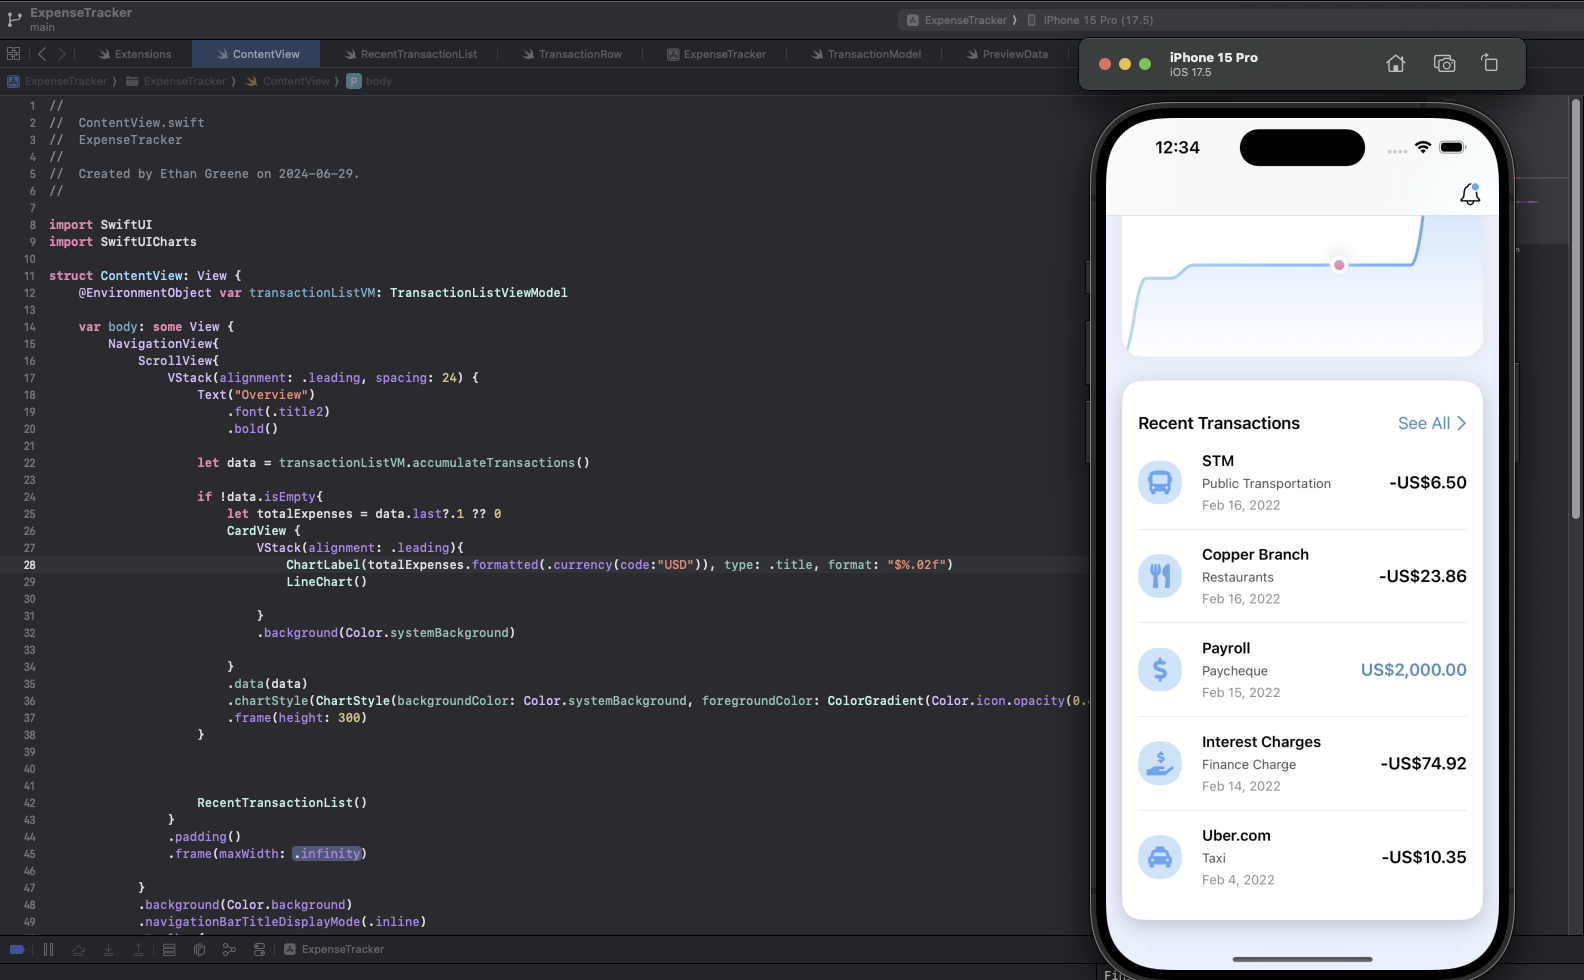 ExpenseTracker
main
ExpenseTracker ⟩ iPhone 15 Pro (17.5)
Extensions ContentView RecentTransactionList TransactionRow ExpenseTracker TransactionModel PreviewData
ExpenseTracker ⟩ ExpenseTracker ⟩ ContentView ⟩ P body
1 //
2 //  ContentView.swift
3 //  ExpenseTracker
4 //
5 //  Created by Ethan Greene on 2024-06-29.
6 //
7
8 import SwiftUI
9 import SwiftUICharts
10
11 struct ContentView: View {
12     @EnvironmentObject var transactionListVM: TransactionListViewModel
13
14     var body: some View {
15         NavigationView{
16             ScrollView{
17                 VStack(alignment: .leading, spacing: 24) {
18                     Text("Overview")
19                         .font(.title2)
20                         .bold()
21
22                     let data = transactionListVM.accumulateTransactions()
23
24                     if !data.isEmpty{
25                         let totalExpenses = data.last?.1 ?? 0
26                         CardView {
27                             VStack(alignment: .leading){
28                                 ChartLabel(totalExpenses.formatted(.currency(code:"USD")), type: .title, format: "$%.02f")
29                                 LineChart()
30
31                             }
32                             .background(Color.systemBackground)
33
34                         }
35                         .data(data)
36                         .chartStyle(ChartStyle(backgroundColor: Color.systemBackground, foregroundColor: ColorGradient(Color.icon.opacity(0.
37                         .frame(height: 300)
38                     }
39
40
41
42                     RecentTransactionList()
43                 }
44                 .padding()
45                 .frame(maxWidth: .infinity)
46
47             }
48             .background(Color.background)
49             .navigationBarTitleDisplayMode(.inline)
ExpenseTracker
iPhone 15 Pro
iOS 17.5
12:34
Recent Transactions See All
STM
Public Transportation -US$6.50
Feb 16, 2022
Copper Branch
Restaurants -US$23.86
Feb 16, 2022
Payroll
Paycheque US$2,000.00
Feb 15, 2022
Interest Charges
Finance Charge -US$74.92
Feb 14, 2022
Uber.com
Taxi -US$10.35
Feb 4, 2022